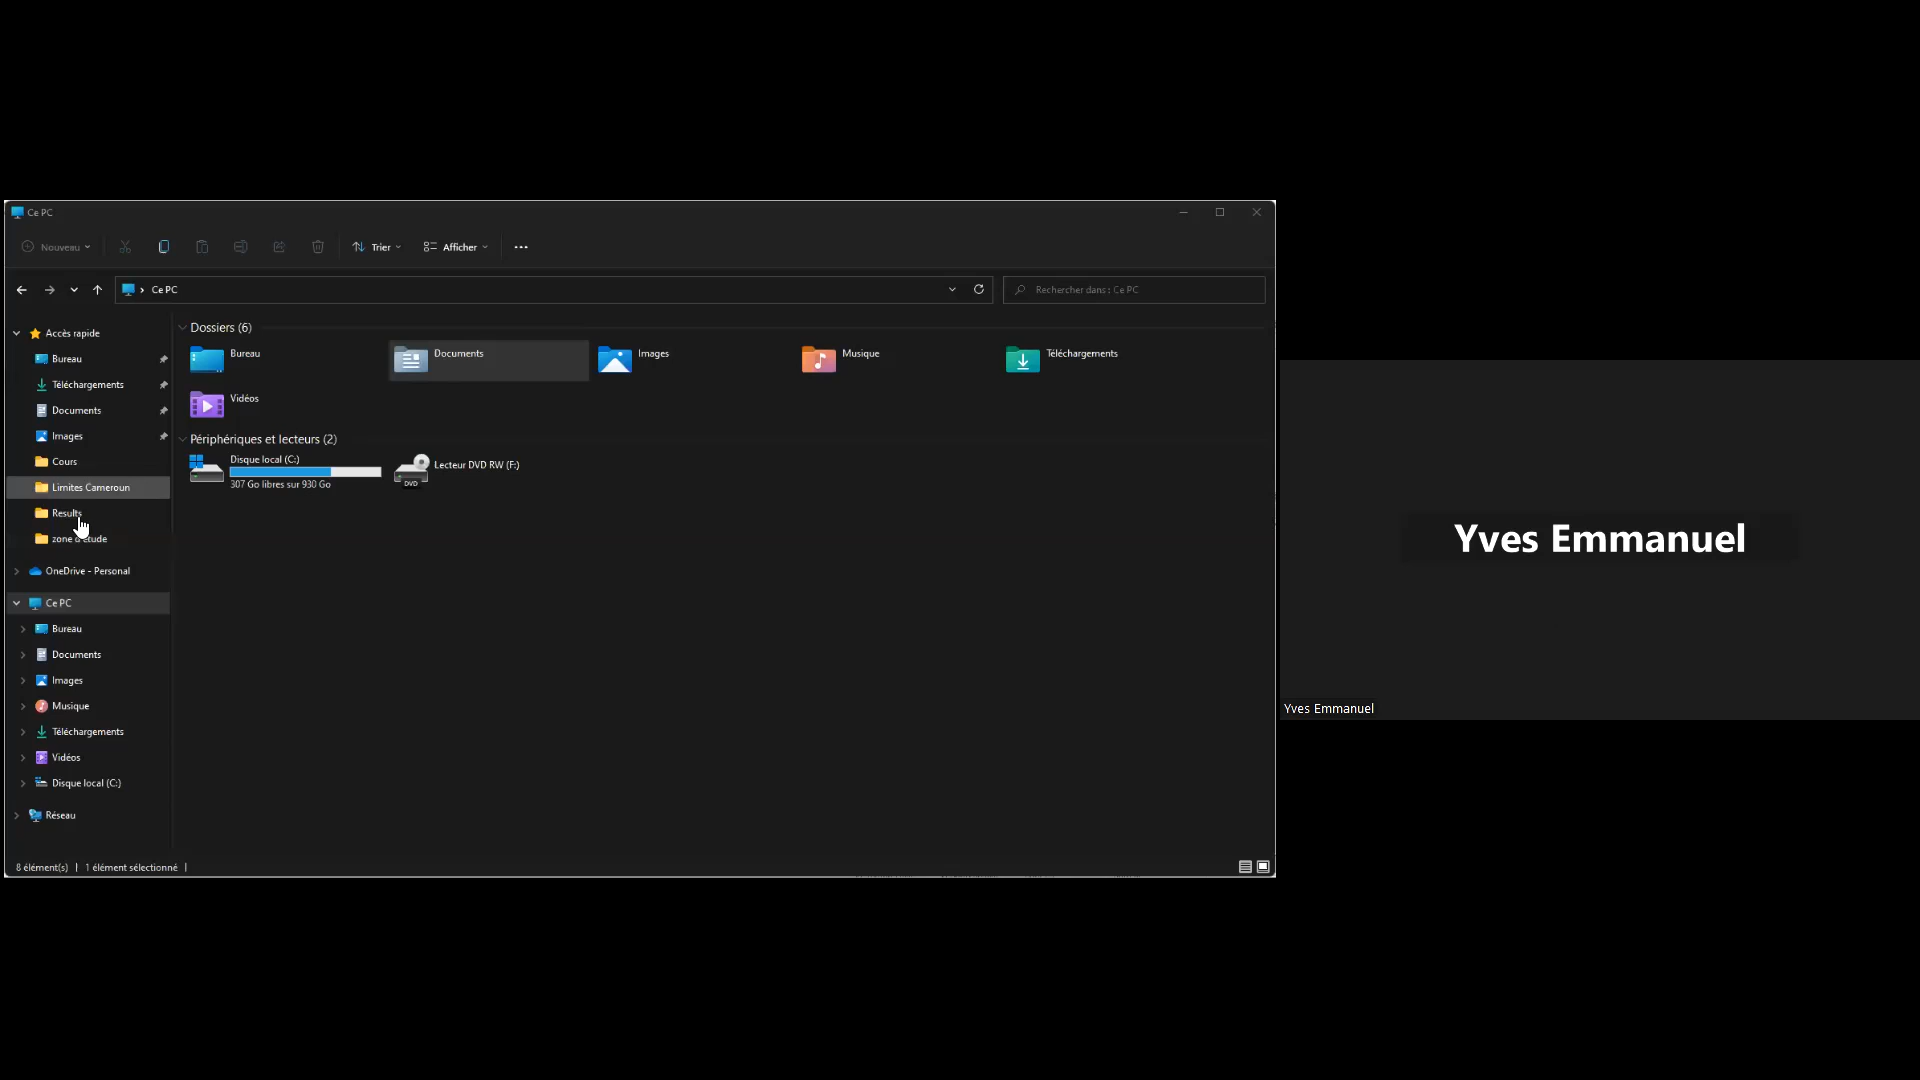 Ce PC
Nouveau
Trier
Afficher
Ce PC
Rechercher dans : Ce PC
Accès rapide
Bureau
Téléchargements
Documents
Images
Cours
Limites Cameroun
Results
zone d'étude
OneDrive - Personal
Ce PC
Bureau
Documents
Images
Musique
Téléchargements
Vidéos
Disque local (C:)
Réseau
Dossiers (6)
Bureau
Documents
Images
Musique
Téléchargements
Vidéos
Périphériques et lecteurs (2)
Disque local (C:)
307 Go libres sur 930 Go
Lecteur DVD RW (F:)
DVD
8 élément(s)
1 élément sélectionné
Yves Emmanuel
Yves Emmanuel